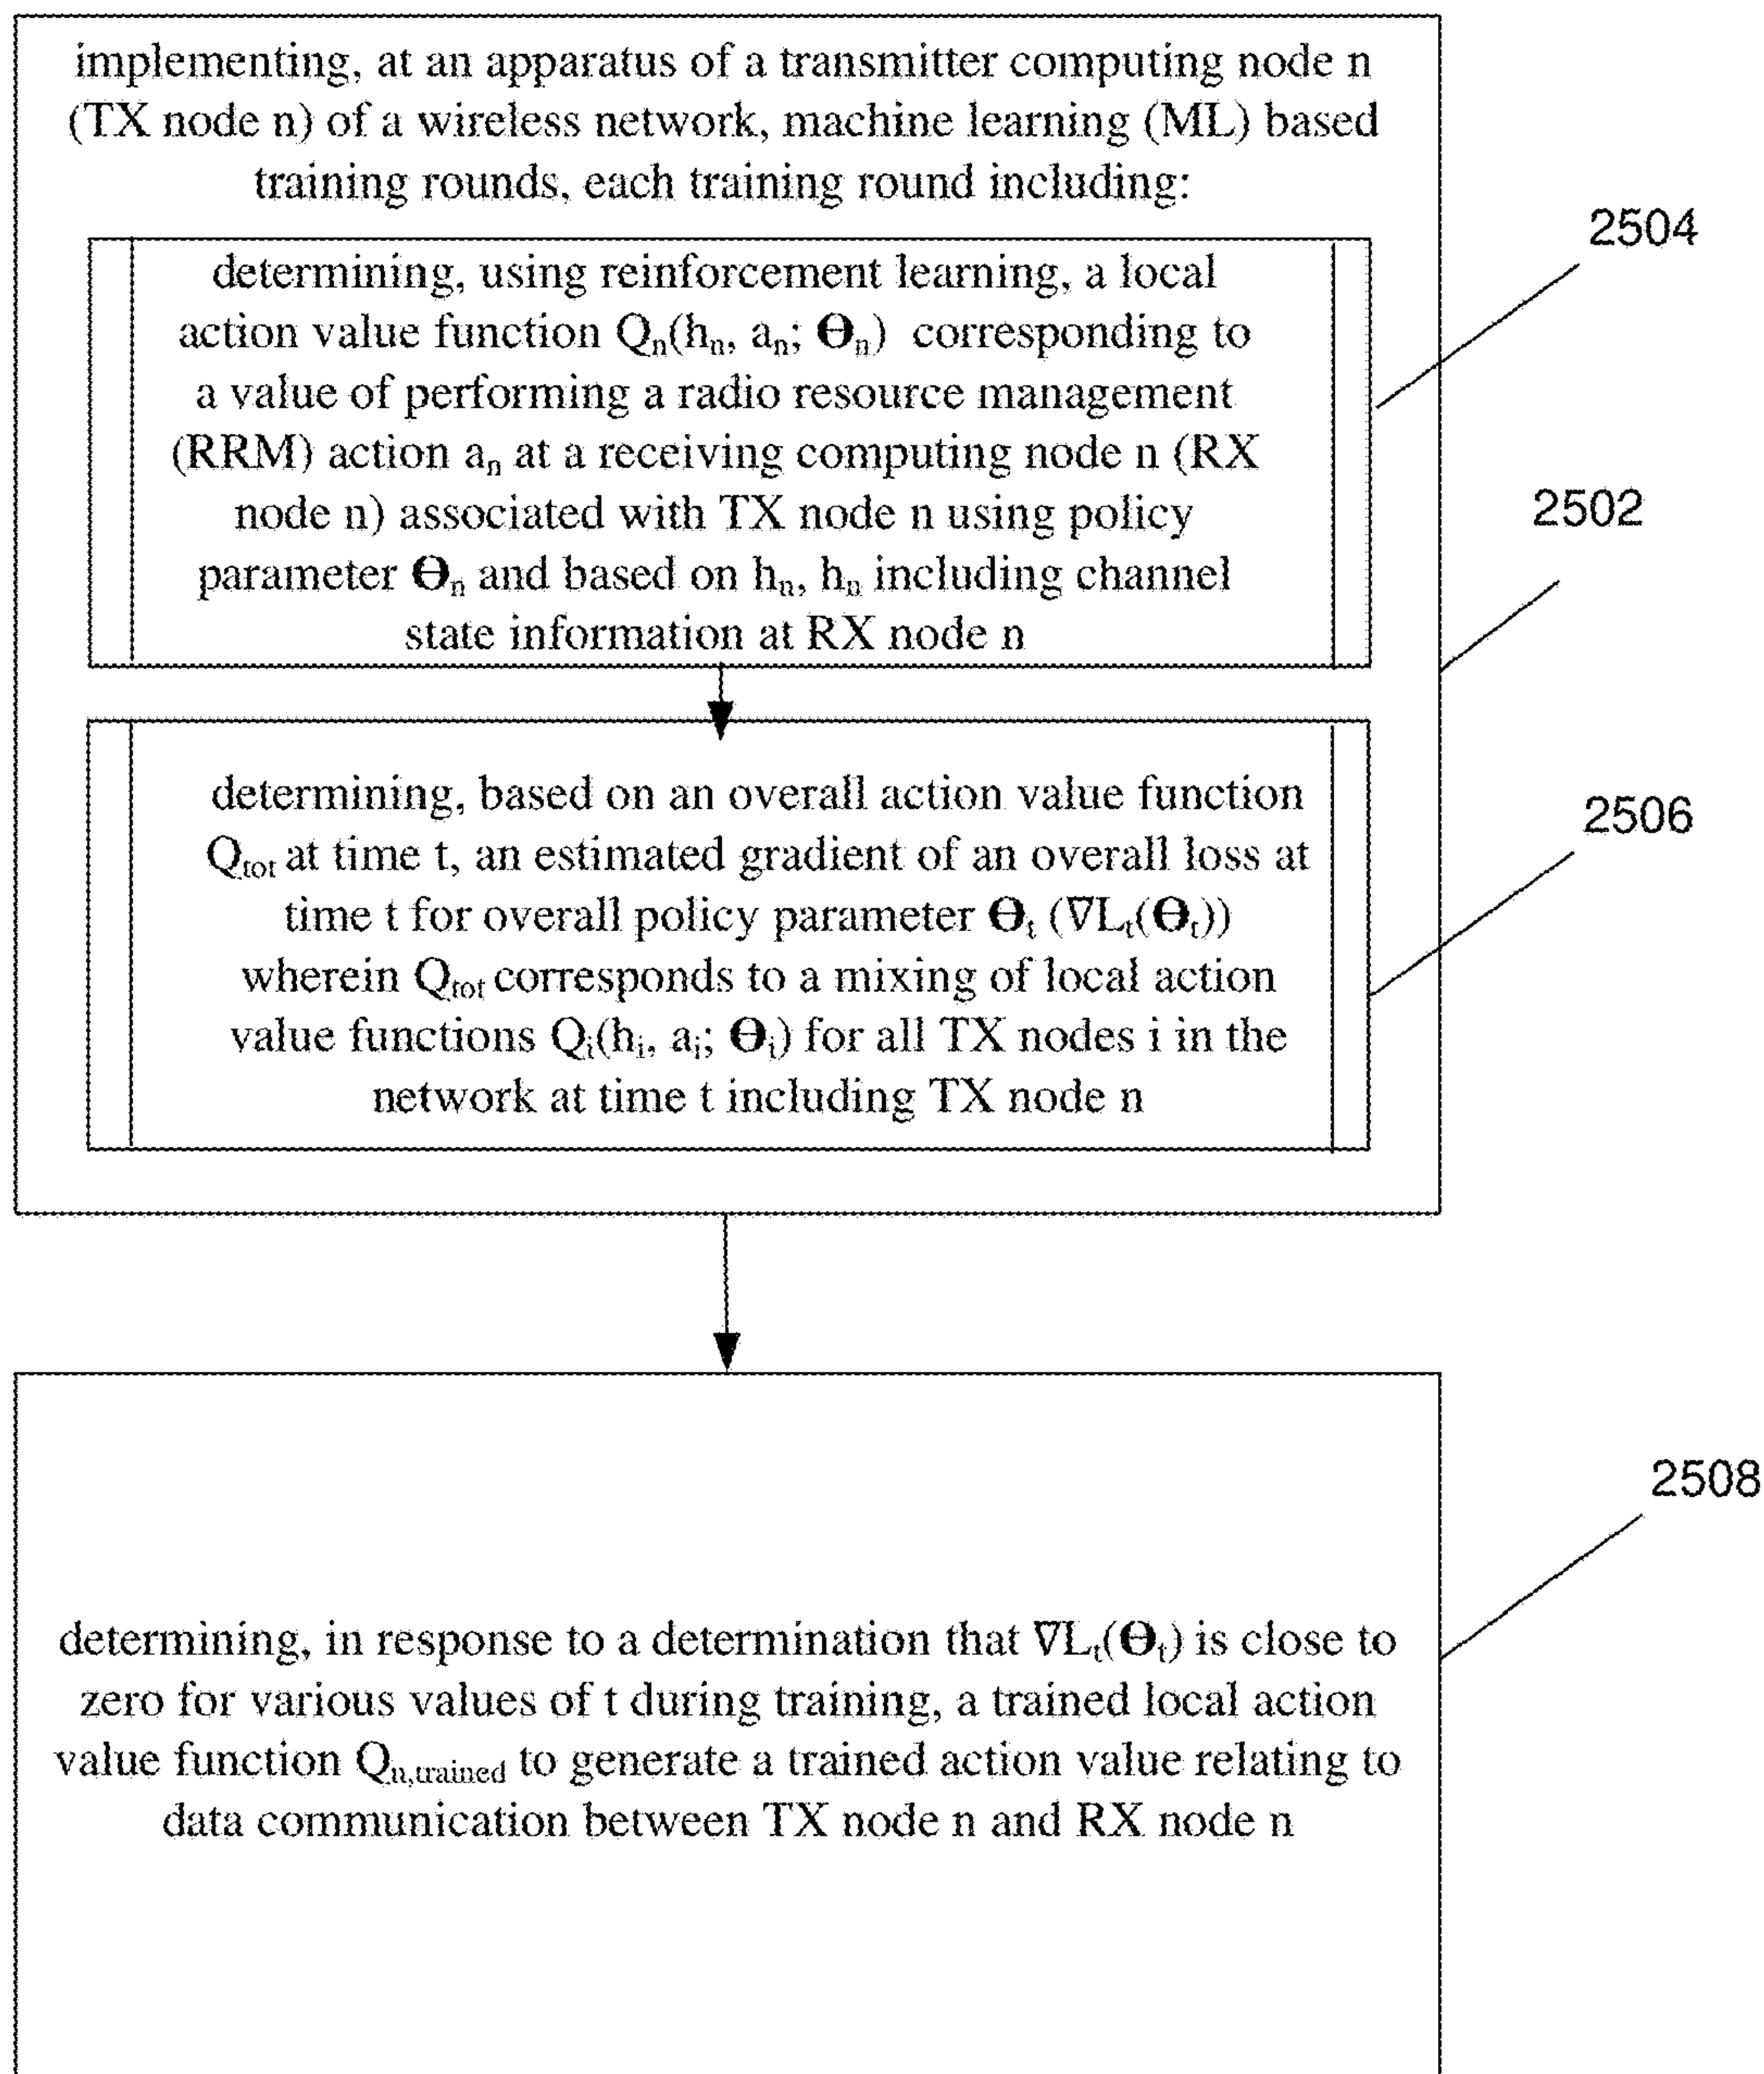 implementing, at an apparatus of a transmitter computing node n
(TX node n) of a wireless network, machine learning (ML) based
training rounds, each training round including:
2504
determining, using reinforcement learning, a local
action value function Qₙ(hₙ, aₙ; Θₙ) corresponding to
a value of performing a radio resource management
(RRM) action aₙ at a receiving computing node n (RX
node n) associated with TX node n using policy
parameter Θₙ and based on hₙ, hₙ including channel
state information at RX node n
2502
2506
determining, based on an overall action value function
Qₜₒₜ at time t, an estimated gradient of an overall loss at
time t for overall policy parameter Θₜ (∇Lₜ(Θₜ))
wherein Qₜₒₜ corresponds to a mixing of local action
value functions Qᵢ(hᵢ, aᵢ; Θᵢ) for all TX nodes i in the
network at time t including TX node n
2508
determining, in response to a determination that ∇Lₜ(Θₜ) is close to
zero for various values of t during training, a trained local action
value function Qn,trained to generate a trained action value relating to
data communication between TX node n and RX node n